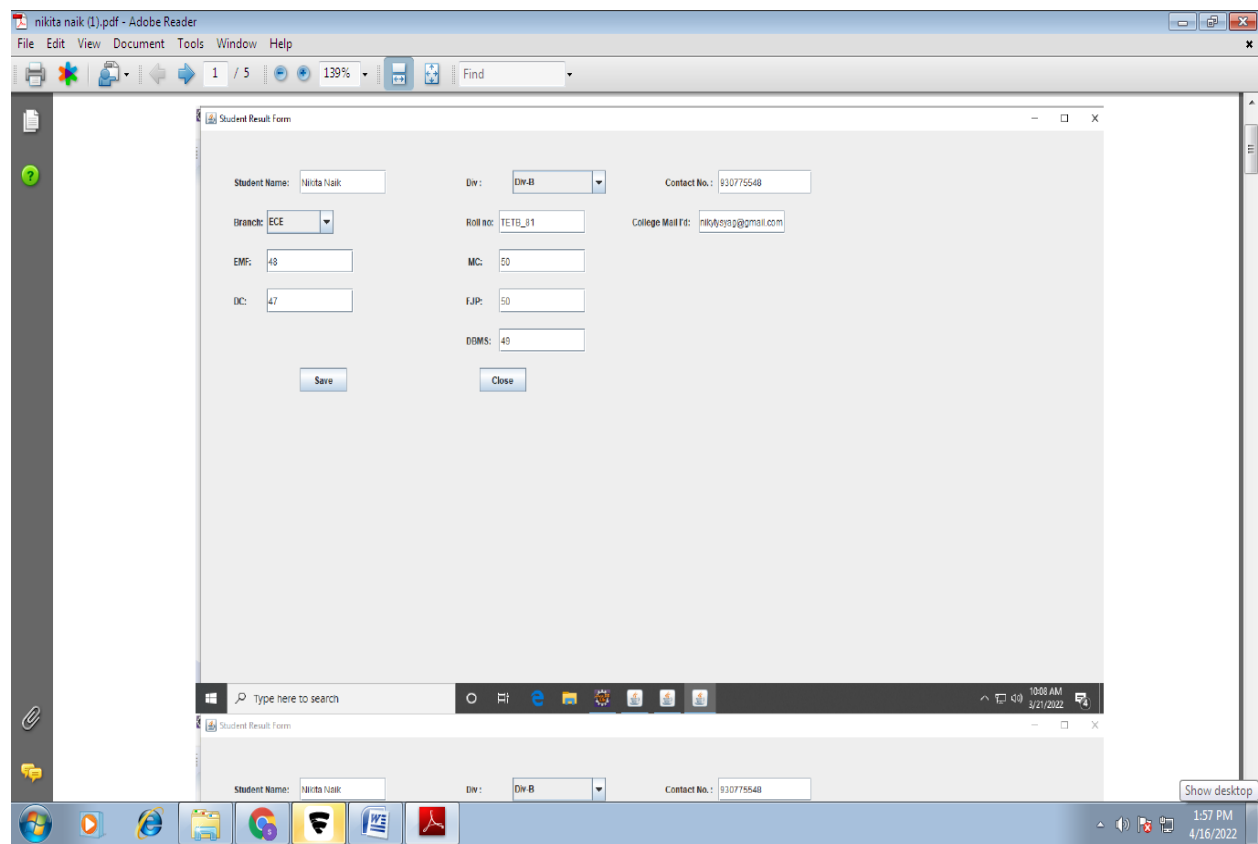 nikita naik (1).pdf - Adobe Reader
File Edit View Document Tools Window Help
1 / 5 139% Find
Student Result Form
Student Name: Nikita Naik Div : Div-B Contact No. : 930775548
Branch: ECE Roll no: TETB_81 College Mail I'd: @gmail.com
EMF: 48 MC: 50
DC: 47 FJP: 50
DBMS: 49
Save Close
Type here to search 10:08 AM
3/21/2022
Student Result Form
Student Name: Nikita Naik Div : Div-B Contact No. : 930775548
Show desktop
1:57 PM
4/16/2022